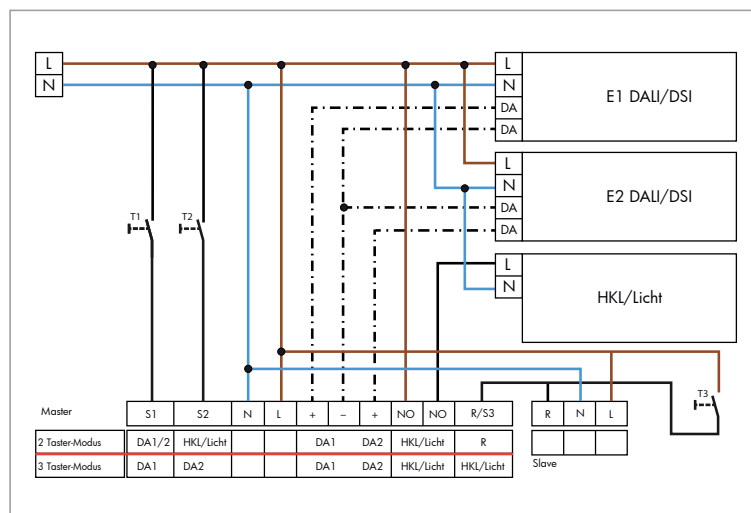 L
N
L
N
DA
DA
E1 DALI/DSI
L
N
DA
DA
E2 DALI/DSI
L
N
HKL/Licht
T1
T2
T3
Master S1 S2 N L + – + NO NO R/S3
R N L
2 Taster-Modus DA1/2 HKL/Licht DA1 DA2 HKL/Licht R
3 Taster-Modus DA1 DA2 DA1 DA2 HKL/Licht HKL/Licht
Slave